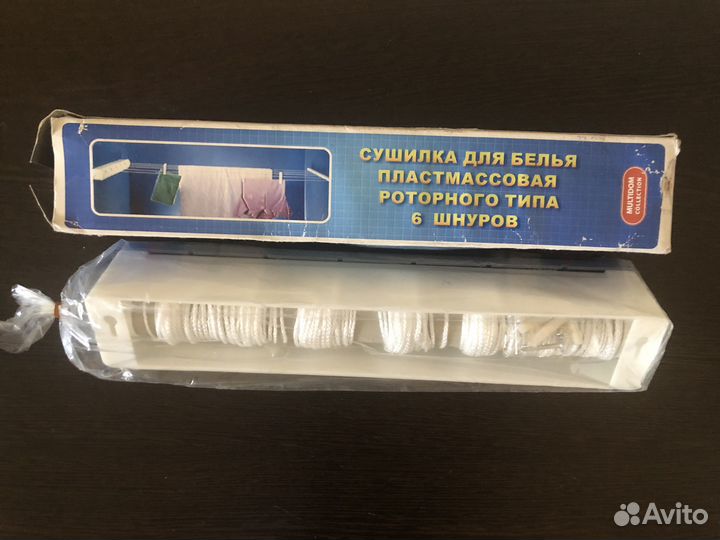 СУШИЛКА ДЛЯ БЕЛЬЯ
ПЛАСТМАССОВАЯ
РОТОРНОГО ТИПА
6 ШНУРОВ
MULTIDOM
COLLECTION
Avito